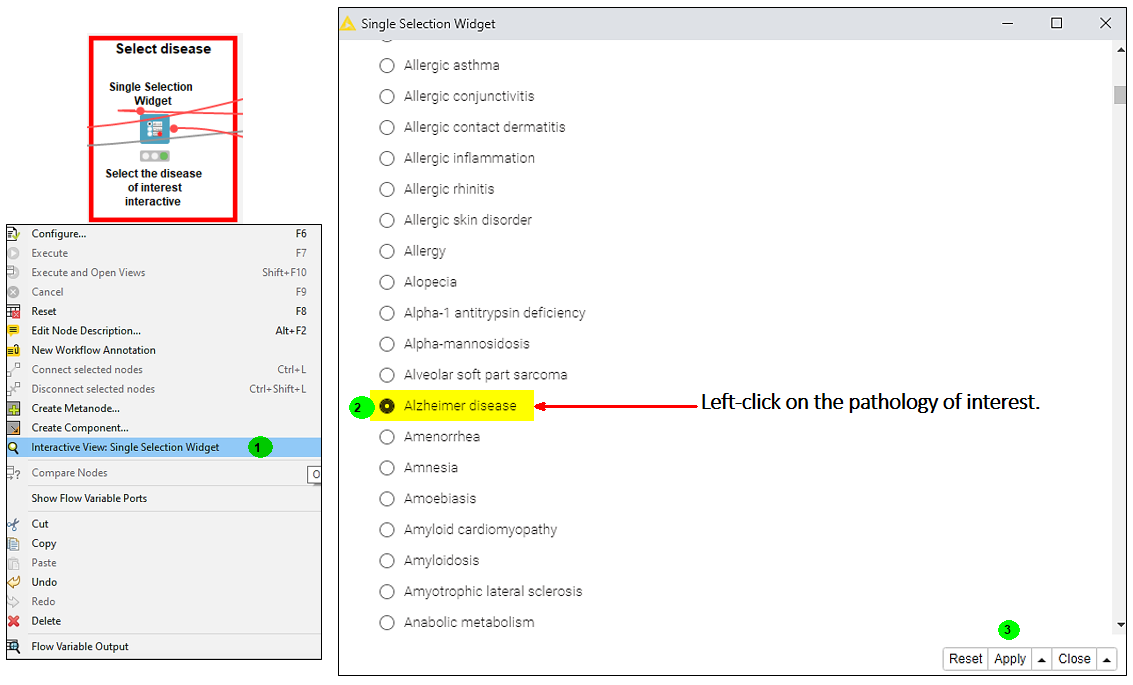 Select disease
Single Selection
Widget
Select the disease
of interest
interactive
Configure... F6
Execute F7
Execute and Open Views Shift+F10
Cancel F9
Reset F8
Edit Node Description... Alt+F2
New Workflow Annotation
Connect selected nodes Ctrl+L
Disconnect selected nodes Ctrl+Shift+L
Create Metanode...
Create Component...
Interactive View: Single Selection Widget 1
Compare Nodes
Show Flow Variable Ports
Cut
Copy
Paste
Undo
Redo
Delete
Flow Variable Output
Single Selection Widget
Allergic asthma
Allergic conjunctivitis
Allergic contact dermatitis
Allergic inflammation
Allergic rhinitis
Allergic skin disorder
Allergy
Alopecia
Alpha-1 antitrypsin deficiency
Alpha-mannosidosis
Alveolar soft part sarcoma
2 Alzheimer disease Left-click on the pathology of interest.
Amenorrhea
Amnesia
Amoebiasis
Amyloid cardiomyopathy
Amyloidosis
Amyotrophic lateral sclerosis
Anabolic metabolism
3
Reset Apply Close